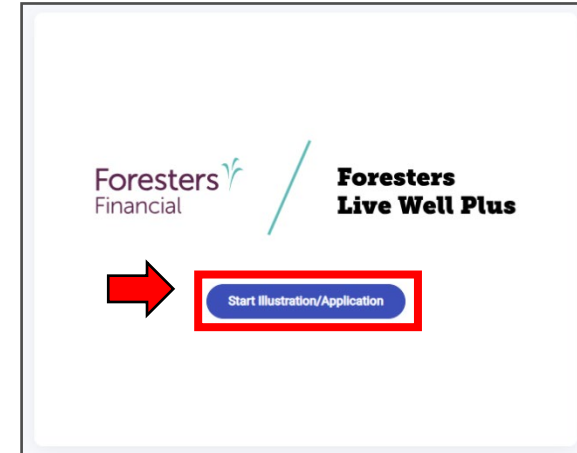 Foresters
Financial
Foresters
Live Well Plus
Start Illustration/Application